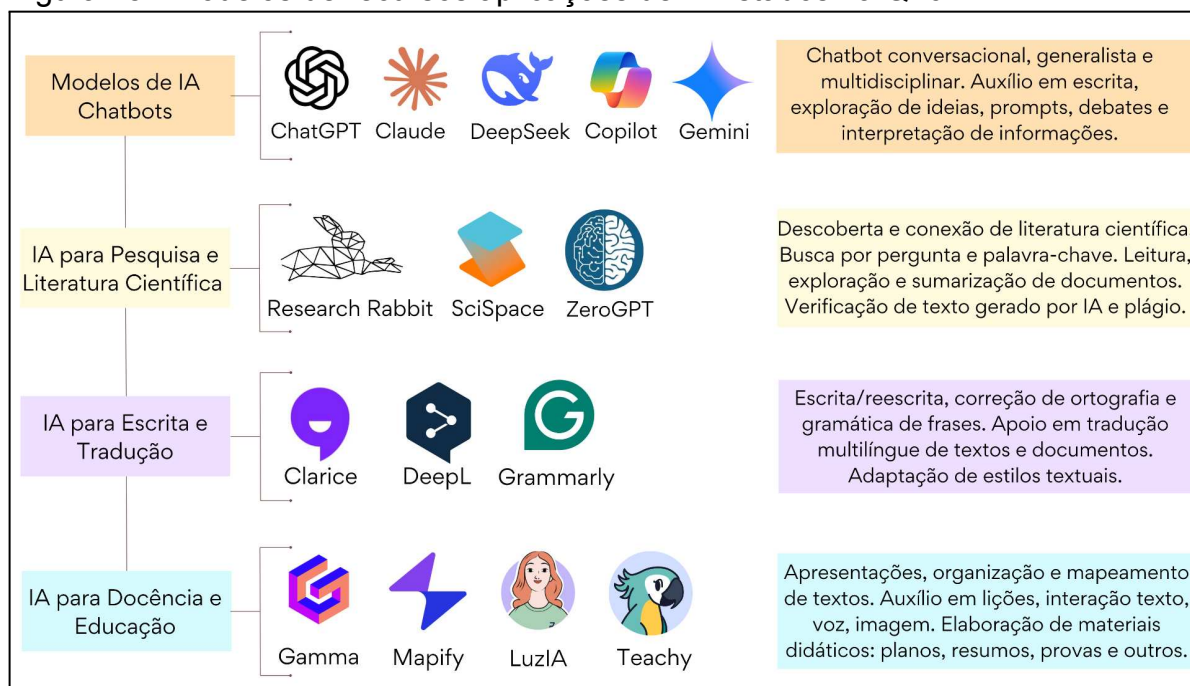 Modelos de IA
Chatbots
ChatGPT Claude DeepSeek Copilot Gemini
Chatbot conversacional, generalista e
multidisciplinar. Auxílio em escrita,
exploração de ideias, prompts, debates e
interpretação de informações.
IA para Pesquisa e
Literatura Científica
Research Rabbit SciSpace ZeroGPT
Descoberta e conexão de literatura científica
Busca por pergunta e palavra-chave. Leitura,
exploração e sumarização de documentos.
Verificação de texto gerado por IA e plágio.
IA para Escrita e
Tradução
Clarice DeepL Grammarly
Escrita/reescrita, correção de ortografia e
gramática de frases. Apoio em tradução
multilíngue de textos e documentos.
Adaptação de estilos textuais.
IA para Docência e
Educação
Gamma Mapify LuzIA Teachy
Apresentações, organização e mapeamento
de textos. Auxílio em lições, interação texto,
voz, imagem. Elaboração de materiais
didáticos: planos, resumos, provas e outros.